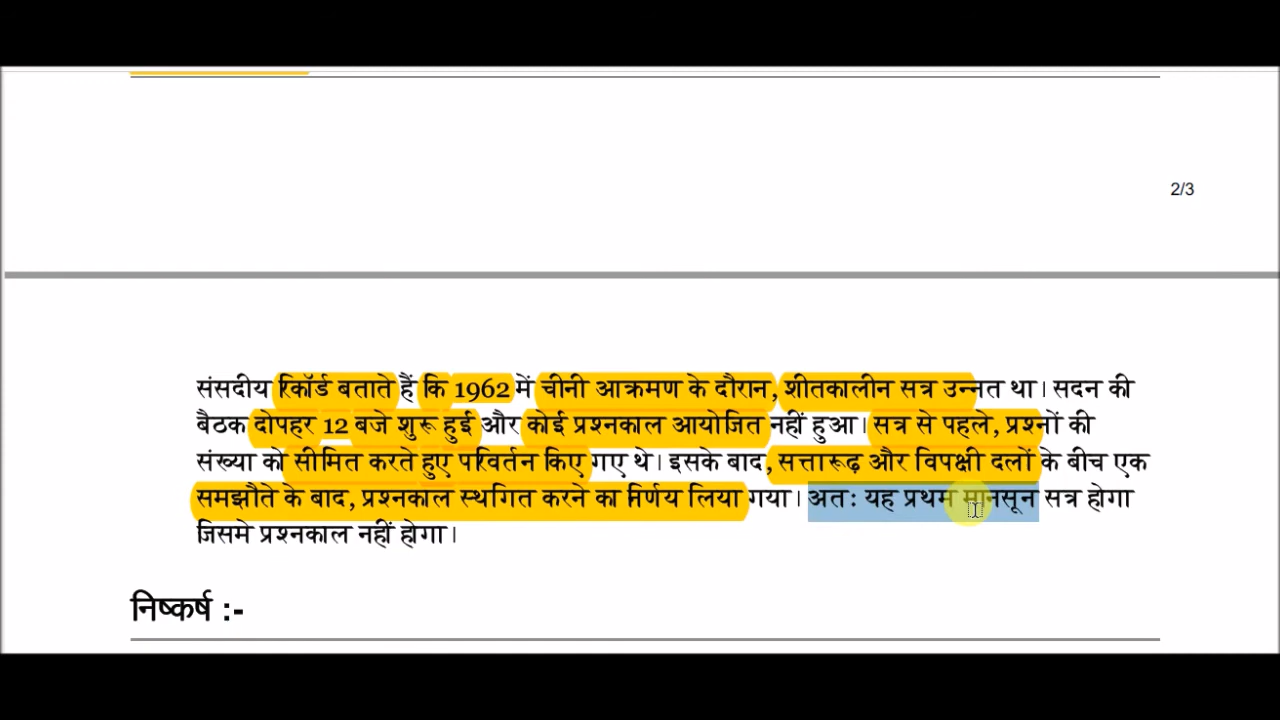 2/3
संसदीय रिकॉर्ड बताते हैं कि 1962 में चीनी आक्रमण के दौरान, शीतकालीन सत्र उन्नत था। सदन की
बैठक दोपहर 12 बजे शुरू हुई और कोई प्रश्नकाल आयोजित नहीं हुआ। सत्र से पहले, प्रश्नों की
संख्या को सीमित करते हुए परिवर्तन किए गए थे। इसके बाद, सत्तारूढ़ और विपक्षी दलों के बीच एक
समझौते के बाद, प्रश्नकाल स्थगित करने का निर्णय लिया गया। अतः यह प्रथम मानसून सत्र होगा
जिसमे प्रश्नकाल नहीं होगा।
निष्कर्ष :-